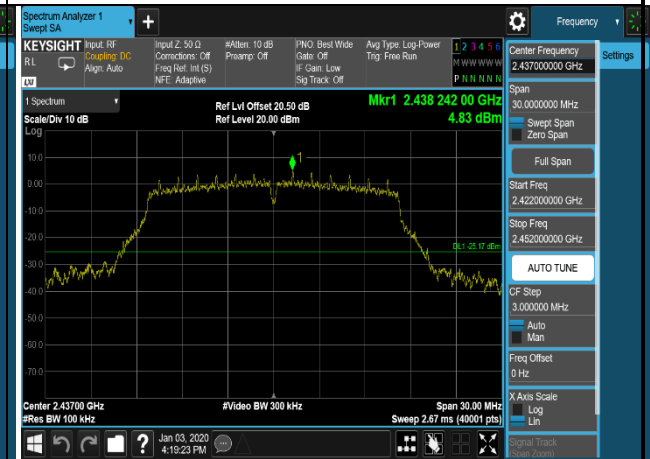 Spectrum Analyzer 1
Swept SA
+
Frequency
Settings
KEYSIGHT
RL
LXI
Input: RF
Coupling: DC
Align: Auto
Input Z: 50 Ω
Corrections: Off
Freq Ref: Int (S)
NFE: Adaptive
#Atten: 10 dB
Preamp: Off
PNO: Best Wide
Gate: Off
IF Gain: Low
Sig Track: Off
Avg Type: Log-Power
Trig: Free Run
1 2 3 4 5 6
M W W W W W
P N N N N N
1 Spectrum
Scale/Div 10 dB
Log
Ref Lvl Offset 20.50 dB
Ref Level 20.00 dBm
Mkr1 2.438 242 00 GHz
4.83 dBm
10.0
0.00
-10.0
-20.0
-30.0
-40.0
-50.0
-60.0
-70.0
1
DL1 -25.17 dBm
Center 2.43700 GHz
#Res BW 100 kHz
#Video BW 300 kHz
Span 30.00 MHz
Sweep 2.67 ms (40001 pts)
Center Frequency
2.437000000 GHz
Span
30.0000000 MHz
Swept Span
Zero Span
Full Span
Start Freq
2.422000000 GHz
Stop Freq
2.452000000 GHz
AUTO TUNE
CF Step
3.000000 MHz
Auto
Man
Freq Offset
0 Hz
X Axis Scale
Log
Lin
Signal Track
(Span Zoom)
?
Jan 03, 2020
4:19:23 PM